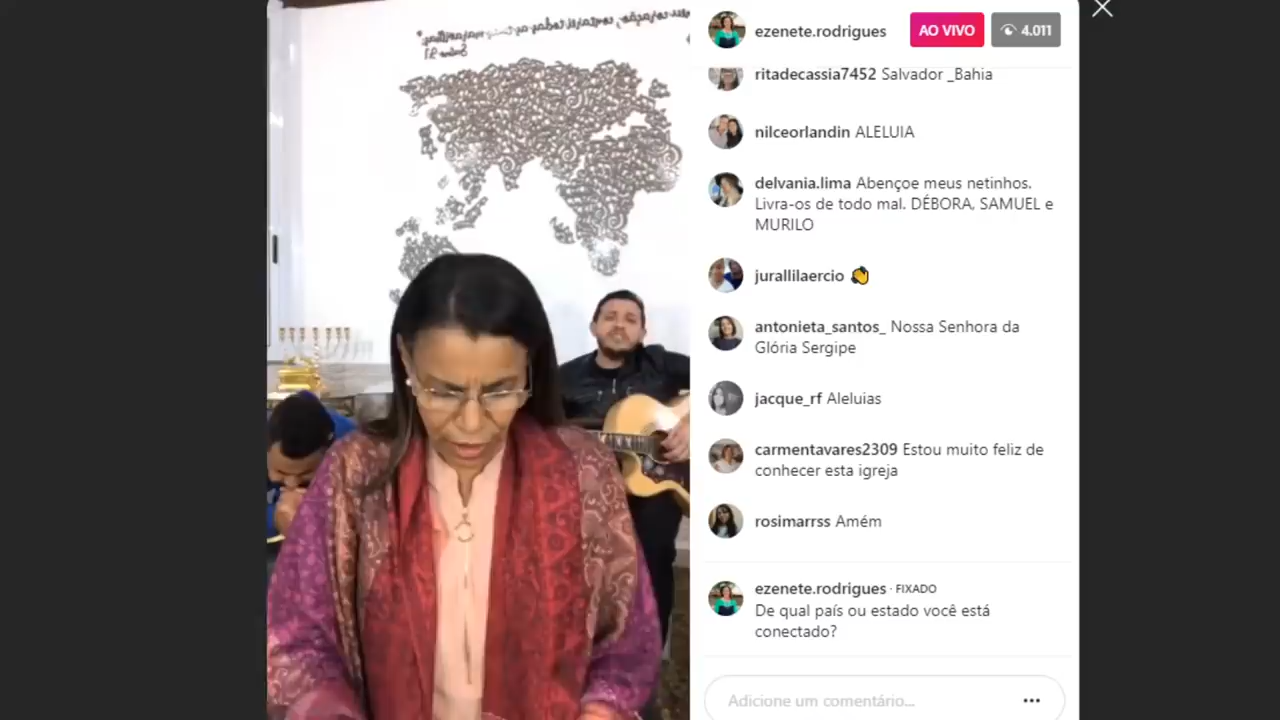 ezenete.rodrigues AO VIVO 4.011
ritadecassia7452 Salvador _Bahia
nilceorlandin ALELUIA
delvania.lima Abençoe meus netinhos.
Livra-os de todo mal. DÉBORA, SAMUEL e
MURILO
jurallilaercio 👏
antonieta_santos_ Nossa Senhora da
Glória Sergipe
jacque_rf Aleluias
carmentavares2309 Estou muito feliz de
conhecer esta igreja
rosimarrss Amém
ezenete.rodrigues · FIXADO
De qual país ou estado você está
conectado?
Adicione um comentário...